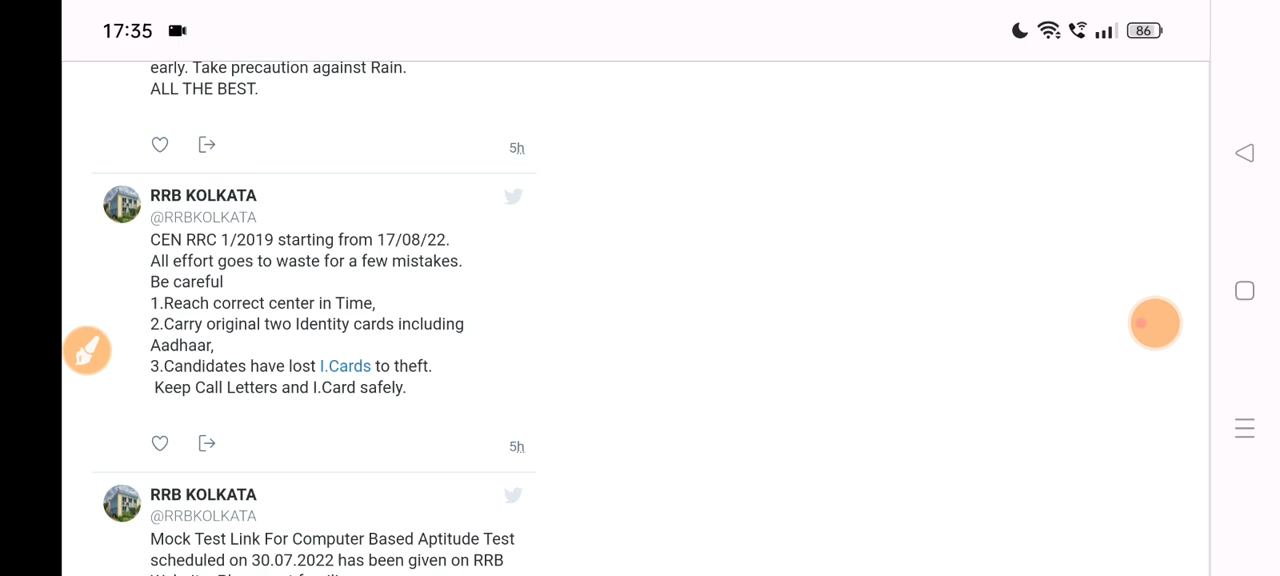 17:35
86
early. Take precaution against Rain.
ALL THE BEST.
5h
RRB KOLKATA
@RRBKOLKATA
CEN RRC 1/2019 starting from 17/08/22.
All effort goes to waste for a few mistakes.
Be careful
1.Reach correct center in Time,
2.Carry original two Identity cards including
Aadhaar,
3.Candidates have lost I.Cards to theft.
Keep Call Letters and I.Card safely.
5h
RRB KOLKATA
@RRBKOLKATA
Mock Test Link For Computer Based Aptitude Test
scheduled on 30.07.2022 has been given on RRB